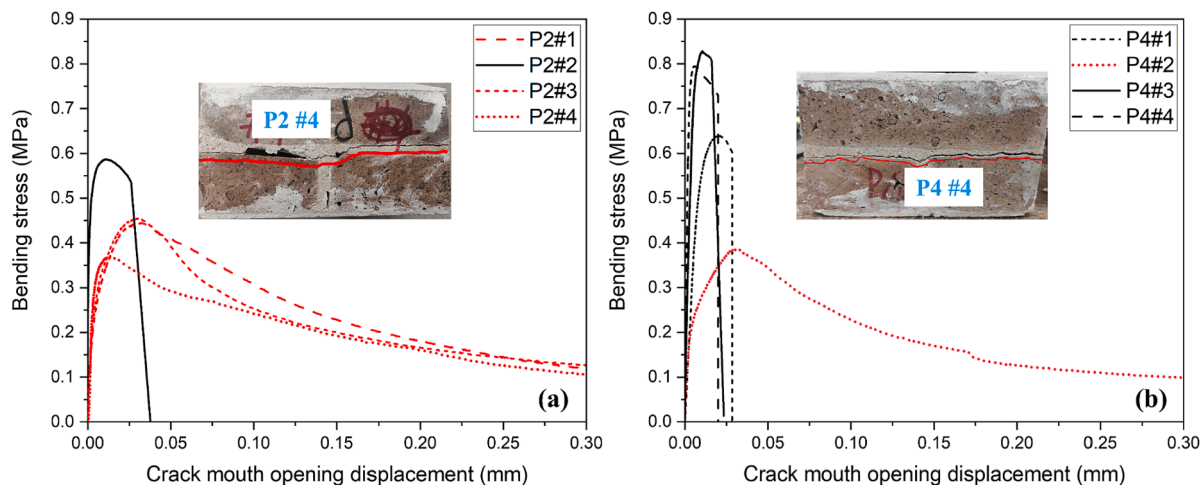 0.9
0.8
0.7
0.6
0.5
0.4
0.3
0.2
0.1
0.0
Bending stress (MPa)
P2#1
P2#2
P2#3
P2#4
P2 #4
d
(a)
0.00
0.05
0.10
0.15
0.20
0.25
0.30
Crack mouth opening displacement (mm)
0.9
0.8
0.7
0.6
0.5
0.4
0.3
0.2
0.1
0.0
Bending stress (MPa)
P4#1
P4#2
P4#3
P4#4
P4 #4
(b)
0.00
0.05
0.10
0.15
0.20
0.25
0.30
Crack mouth opening displacement (mm)